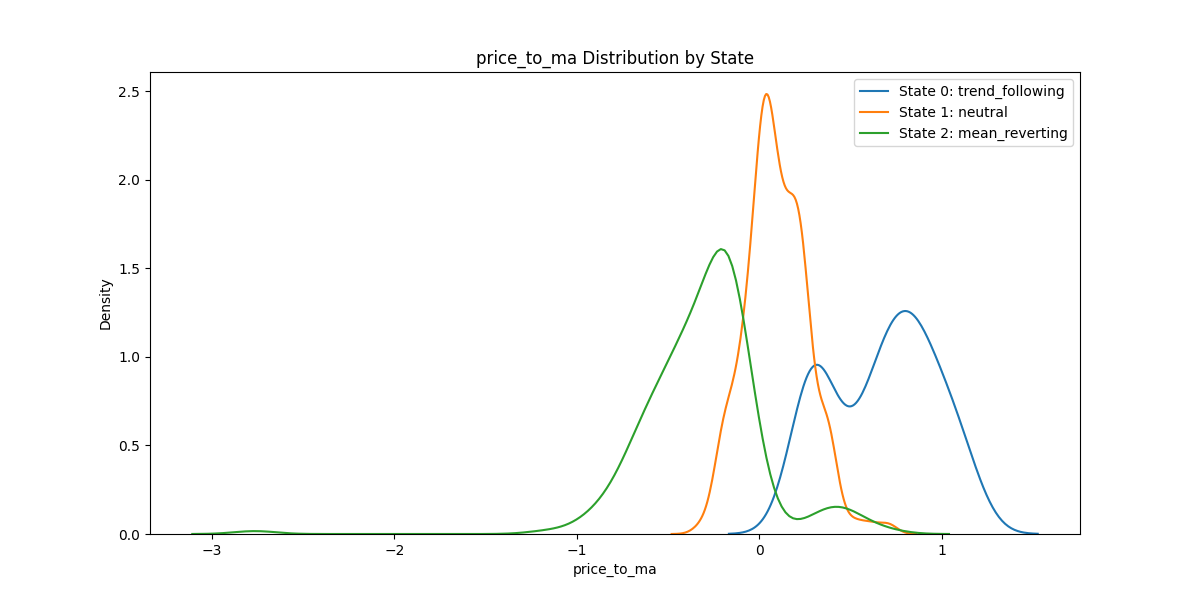 price_to_ma Distribution by State
State 0: trend_following
State 1: neutral
State 2: mean_reverting
Density
2.5
2.0
1.5
1.0
0.5
0.0
−3
−2
−1
0
1
price_to_ma